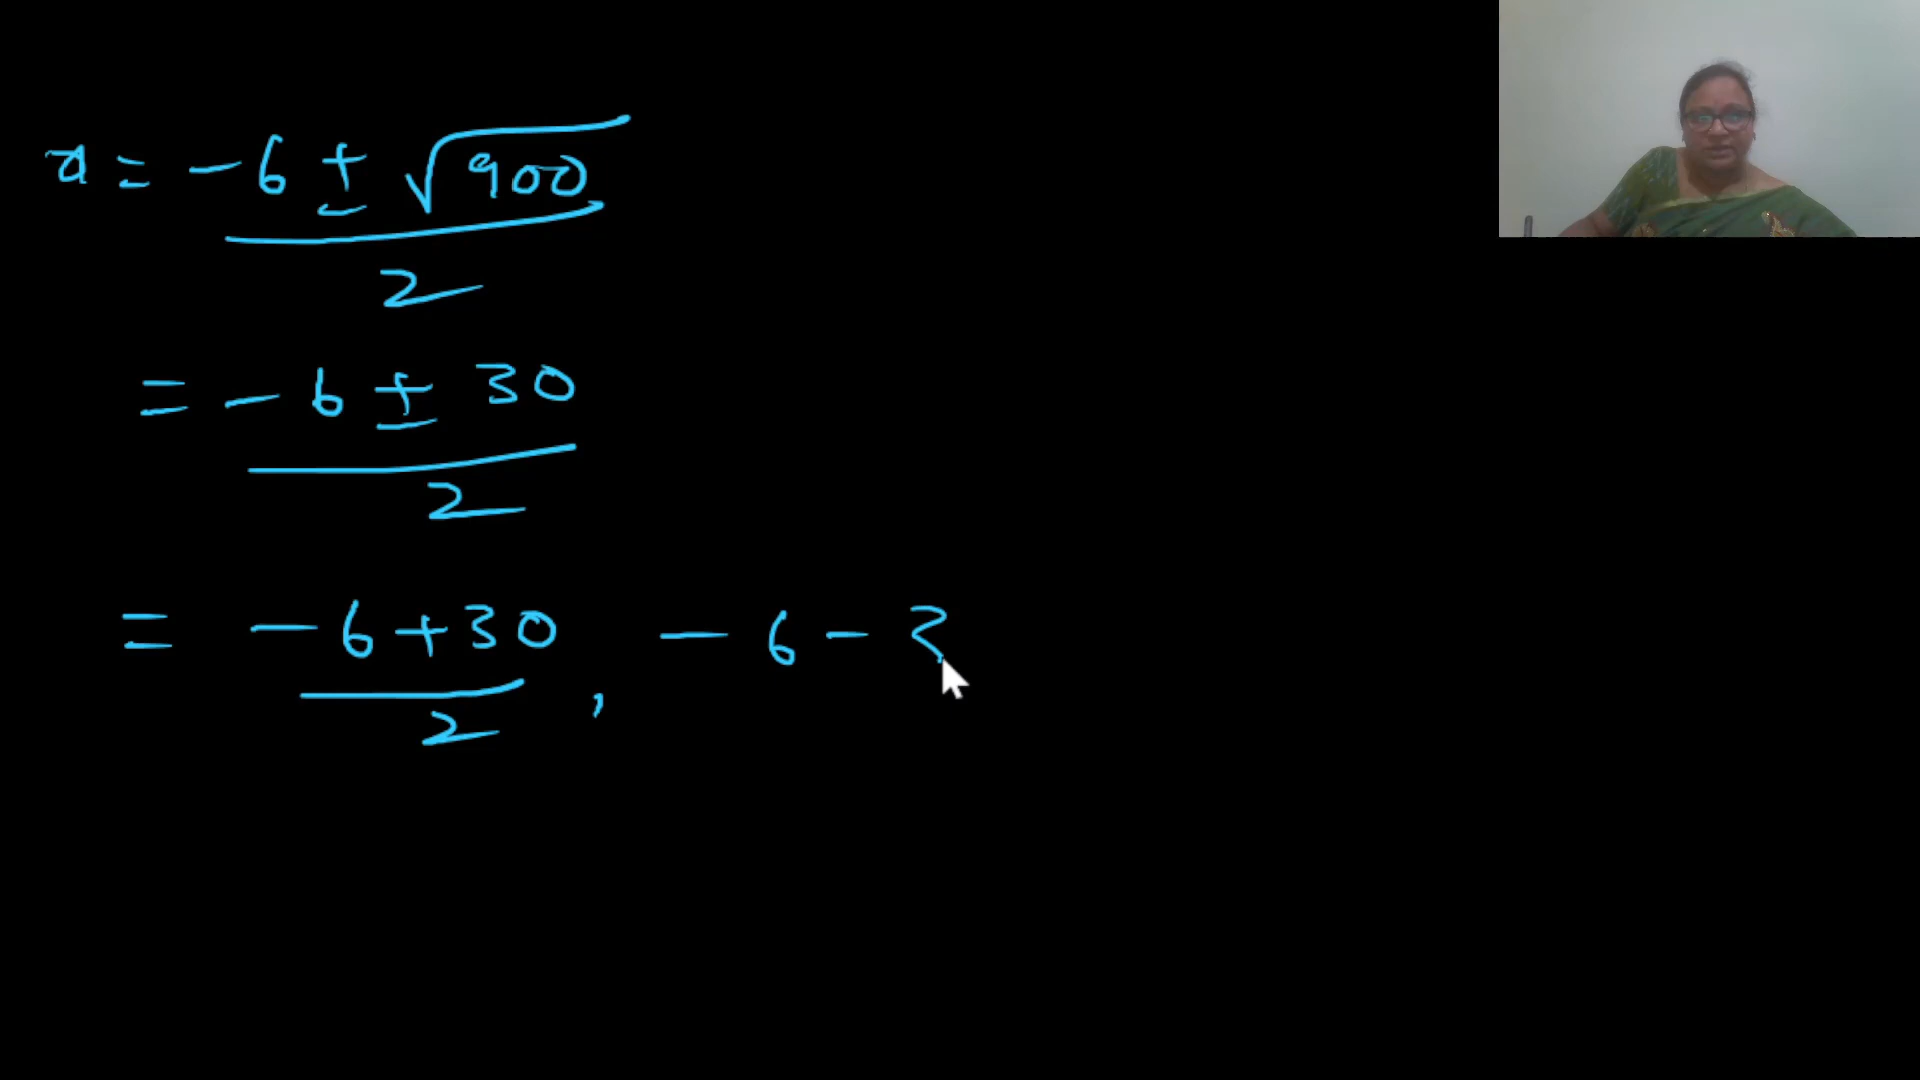 x = -6 ± √900
2
= -6 ± 30
2
= -6+30 , -6-3
2